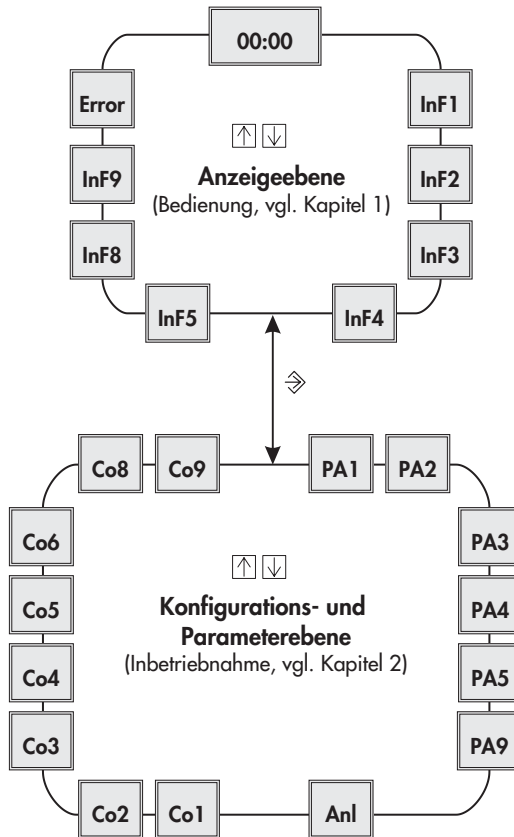 00:00
Error
InF1
InF9
InF2
InF8
InF3
InF5
InF4
Anzeigeebene
(Bedienung, vgl. Kapitel 1)
Co8
Co9
PA1
PA2
Co6
PA3
Co5
PA4
Co4
PA5
Co3
PA9
Co2
Co1
Anl
Konfigurations- und
Parameterebene
(Inbetriebnahme, vgl. Kapitel 2)